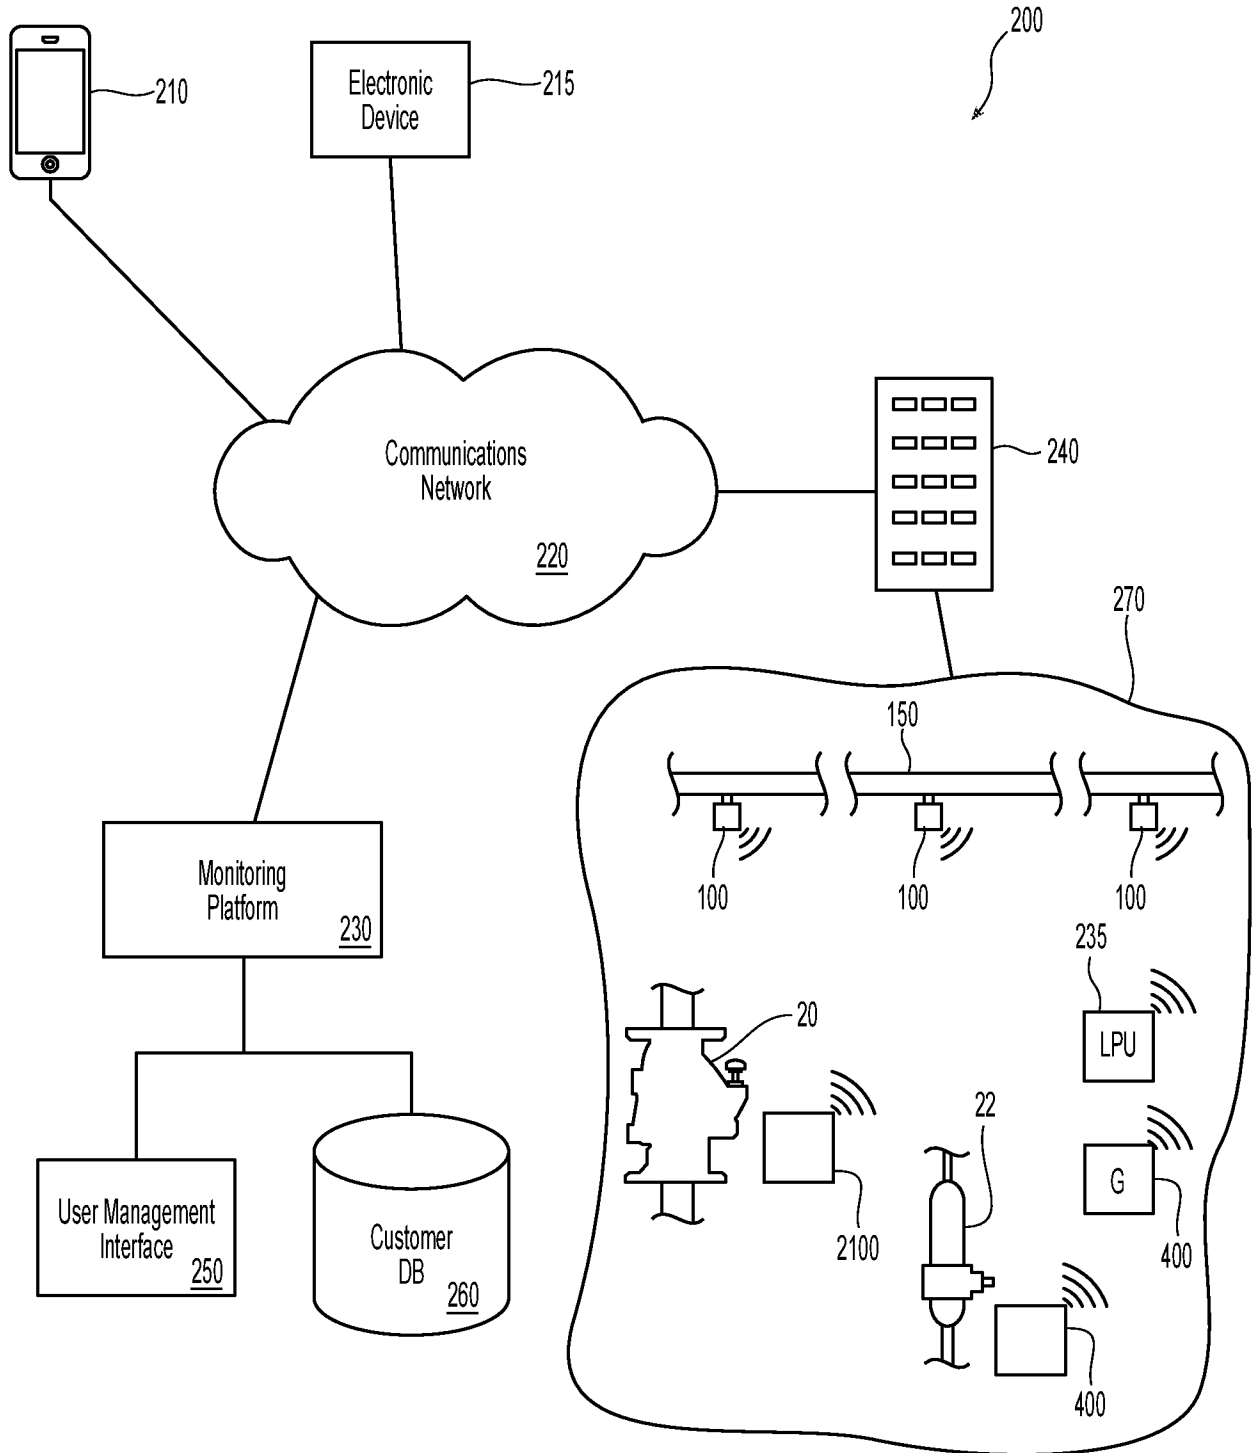 200
210
Electronic
Device
215
Communications
Network
220
240
270
150
100
100
100
Monitoring
Platform
230
235
LPU
20
22
G
400
2100
User Management
Interface
250
Customer
DB
260
400